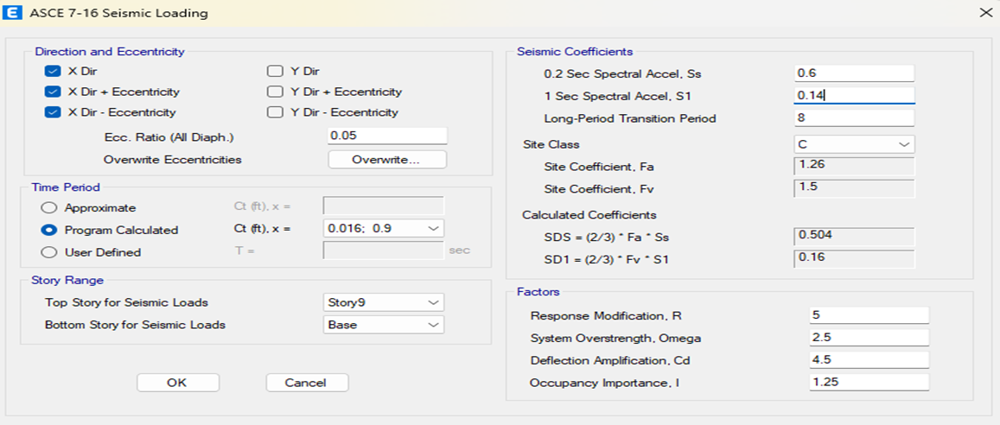 E ASCE 7-16 Seismic Loading
Direction and Eccentricity
X Dir
Y Dir
X Dir + Eccentricity
Y Dir + Eccentricity
X Dir - Eccentricity
Y Dir - Eccentricity
Ecc. Ratio (All Diaph.) 0.05
Overwrite Eccentricities Overwrite...
Time Period
Approximate Ct (ft), x =
Program Calculated Ct (ft), x = 0.016; 0.9
User Defined T = sec
Story Range
Top Story for Seismic Loads Story9
Bottom Story for Seismic Loads Base
OK Cancel
Seismic Coefficients
0.2 Sec Spectral Accel, Ss 0.6
1 Sec Spectral Accel, S1 0.14
Long-Period Transition Period 8
Site Class C
Site Coefficient, Fa 1.26
Site Coefficient, Fv 1.5
Calculated Coefficients
SDS = (2/3) * Fa * Ss 0.504
SD1 = (2/3) * Fv * S1 0.16
Factors
Response Modification, R 5
System Overstrength, Omega 2.5
Deflection Amplification, Cd 4.5
Occupancy Importance, I 1.25